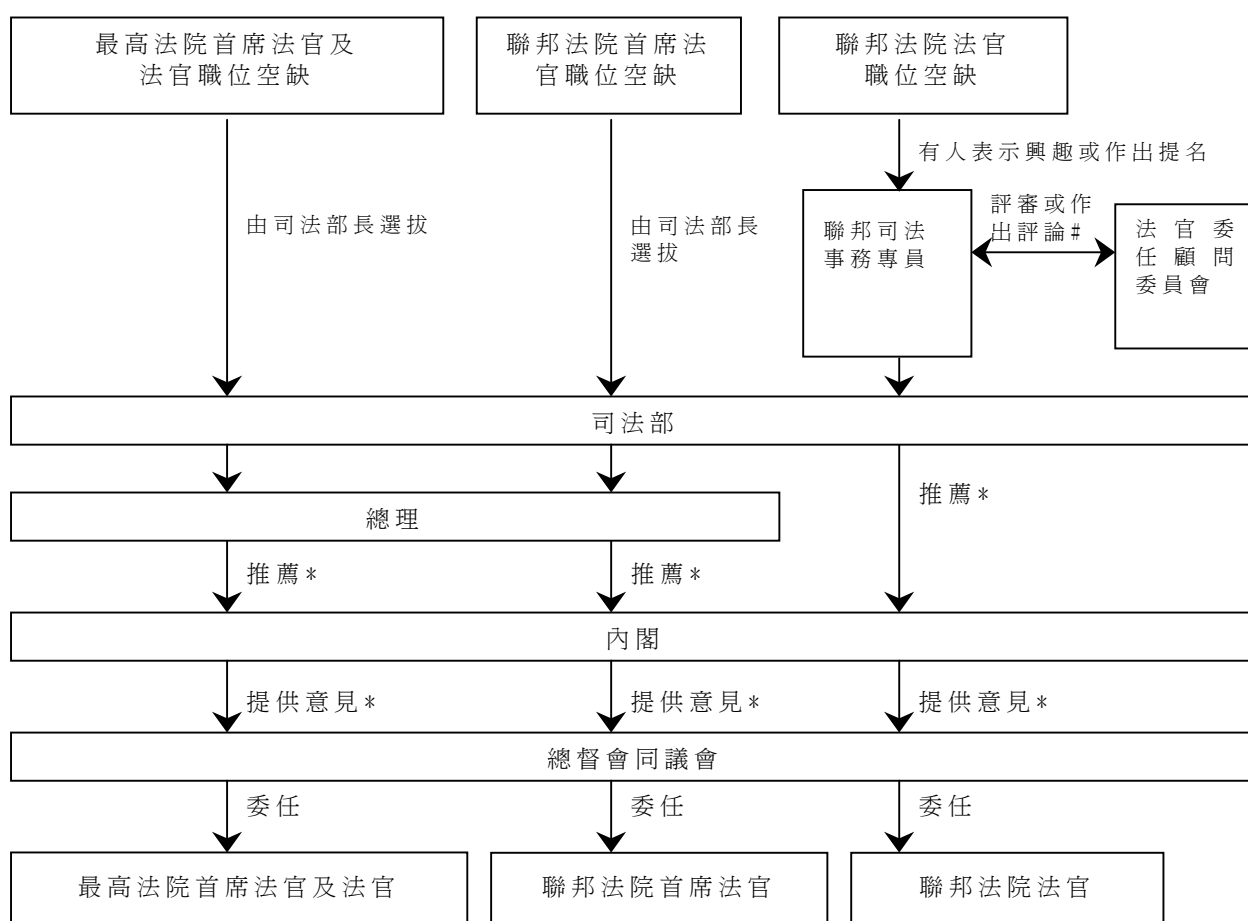 最高法院首席法官及
法官職位空缺
聯邦法院首席法
官職位空缺
聯邦法院法官
職位空缺
有人表示興趣或作出提名
由司法部長選拔
由司法部長
選拔
聯邦司法
事務專員
評審或作
出評論#
法官委
任顧問
委員會
司法部
總理
推薦*
推薦*
推薦*
內閣
提供意見*
提供意見*
提供意見*
總督會同議會
委任
委任
委任
最高法院首席法官及法官
聯邦法院首席法官
聯邦法院法官